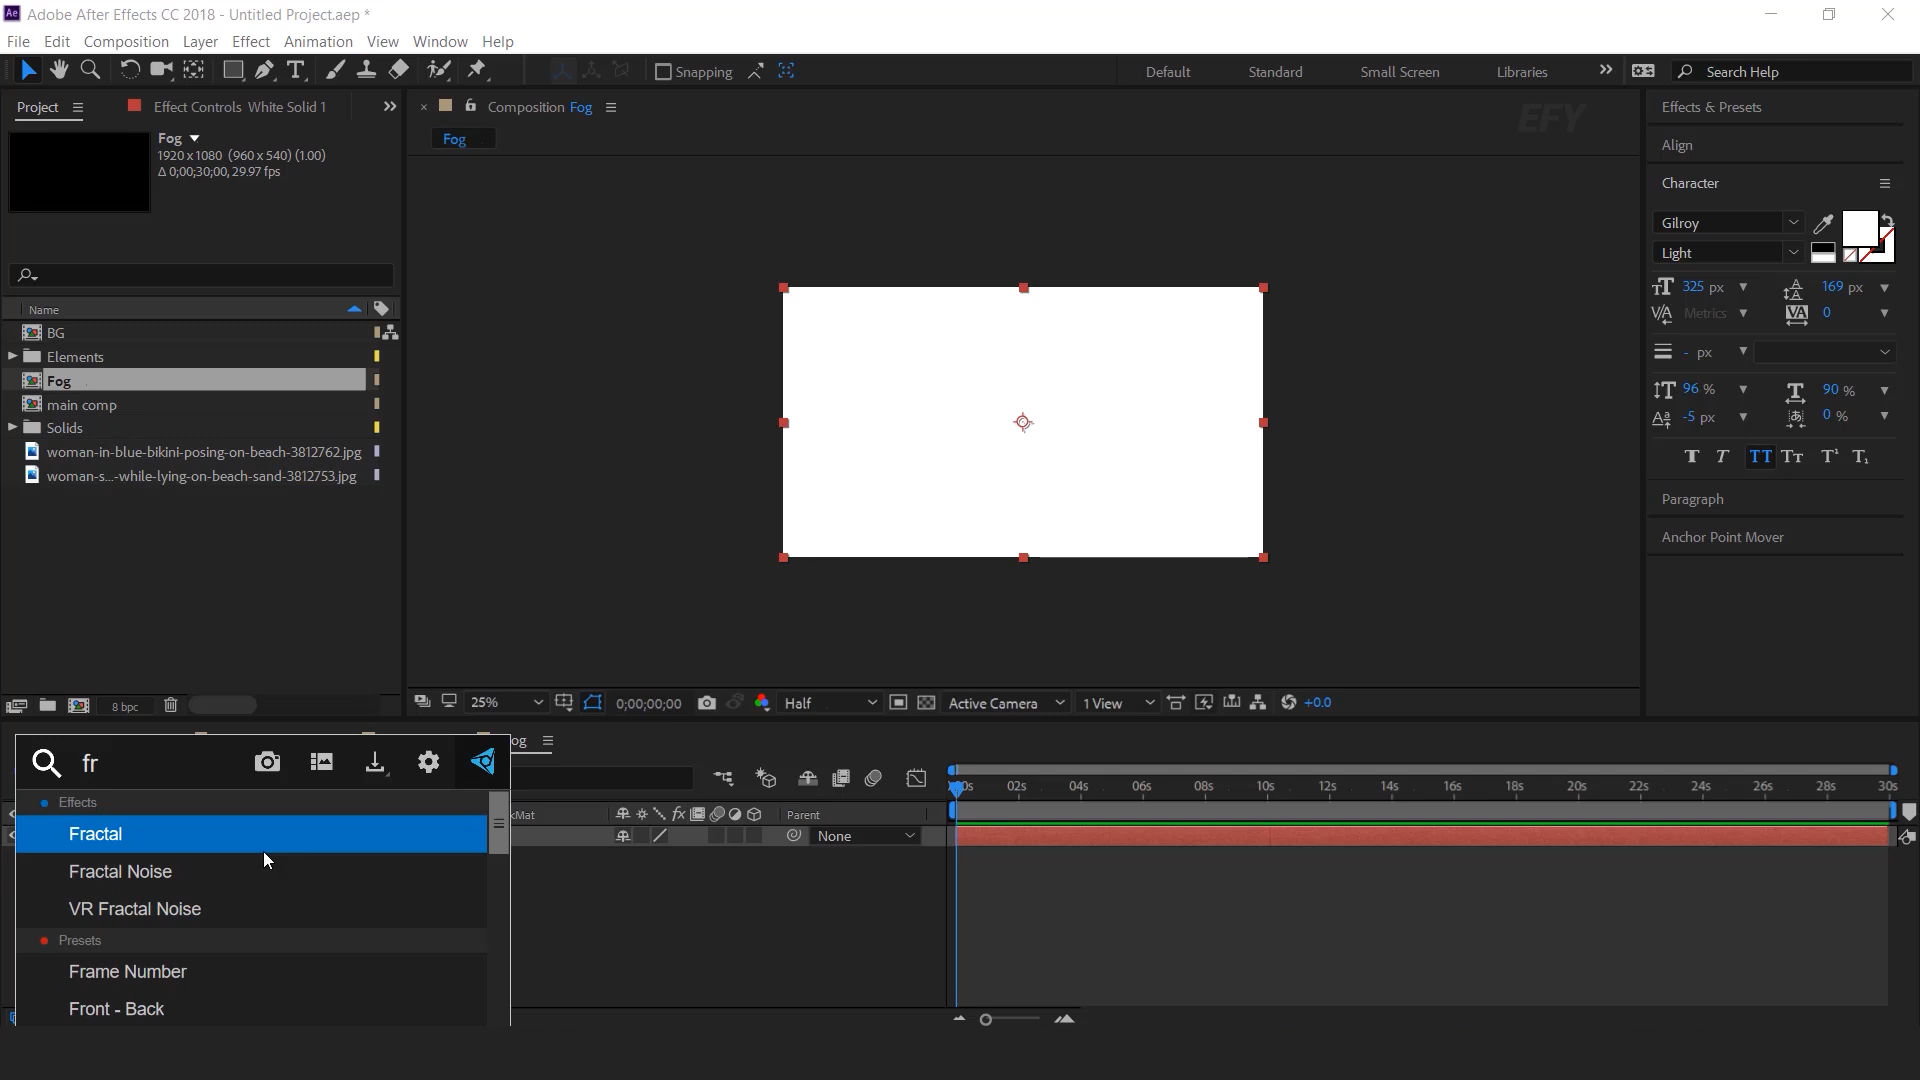 Ae Adobe After Effects CC 2018 - Untitled Project.aep *
File Edit Composition Layer Effect Animation View Window Help
Snapping Default Standard Small Screen Libraries Search Help
Project Effect Controls White Solid 1 Composition Fog EFY Effects & Presets
Fog
Fog
1920 x 1080 (960 x 540) (1.00)
Δ 0;00;30;00, 29.97 fps
Align
Character
Gilroy
Light
325 px 169 px
Metrics 0
- px
96 % 90 %
-5 px 0 %
TT
Paragraph
Anchor Point Mover
Name
BG
Elements
Fog
main comp
Solids
woman-in-blue-bikini-posing-on-beach-3812762.jpg
woman-s...-while-lying-on-beach-sand-3812753.jpg
8 bpc 25% 0;00;00;00 Half Active Camera 1 View +0.0
og
fr
02s 04s 06s 08s 10s 12s 14s 16s 18s 20s 22s 24s 26s 28s 30s
Effects
kMat Parent
Fractal
None
Fractal Noise
VR Fractal Noise
Presets
Frame Number
Front - Back